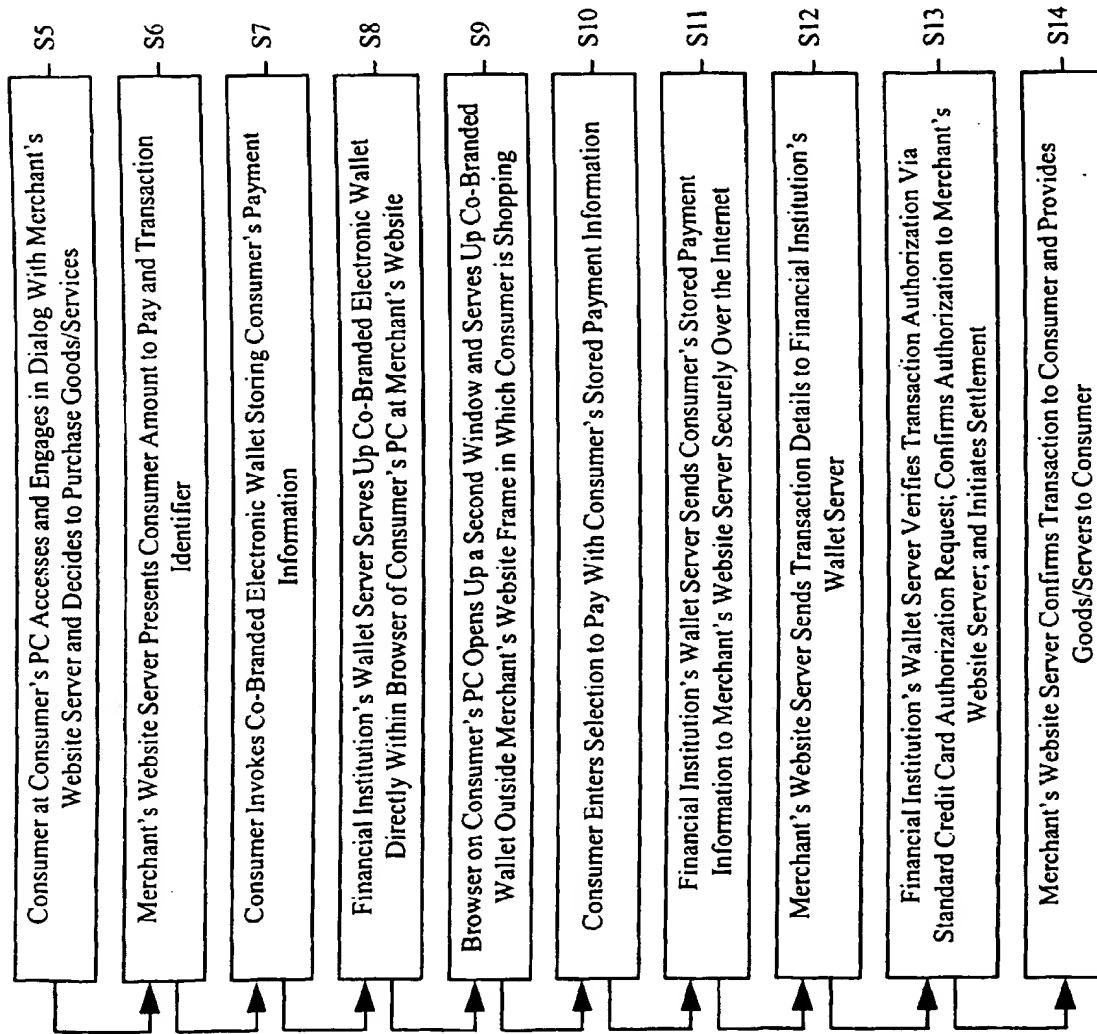 Consumer at Consumer's PC Accesses and Engages in Dialog With Merchant's
Website Server and Decides to Purchase Goods/Services
S5
Merchant's Website Server Presents Consumer Amount to Pay and Transaction
Identifier
S6
Consumer Invokes Co-Branded Electronic Wallet Storing Consumer's Payment
Information
S7
Financial Institution's Wallet Server Serves Up Co-Branded Electronic Wallet
Directly Within Browser of Consumer's PC at Merchant's Website
S8
Browser on Consumer's PC Opens Up a Second Window and Serves Up Co-Branded
Wallet Outside Merchant's Website Frame in Which Consumer is Shopping
S9
Consumer Enters Selection to Pay With Consumer's Stored Payment Information
S10
Financial Institution's Wallet Server Sends Consumer's Stored Payment
Information to Merchant's Website Server Securely Over the Internet
S11
Merchant's Website Server Sends Transaction Details to Financial Institution's
Wallet Server
S12
Financial Institution's Wallet Server Verifies Transaction Authorization Via
Standard Credit Card Authorization Request; Confirms Authorization to Merchant's
Website Server; and Initiates Settlement
S13
Merchant's Website Server Confirms Transaction to Consumer and Provides
Goods/Servers to Consumer
S14